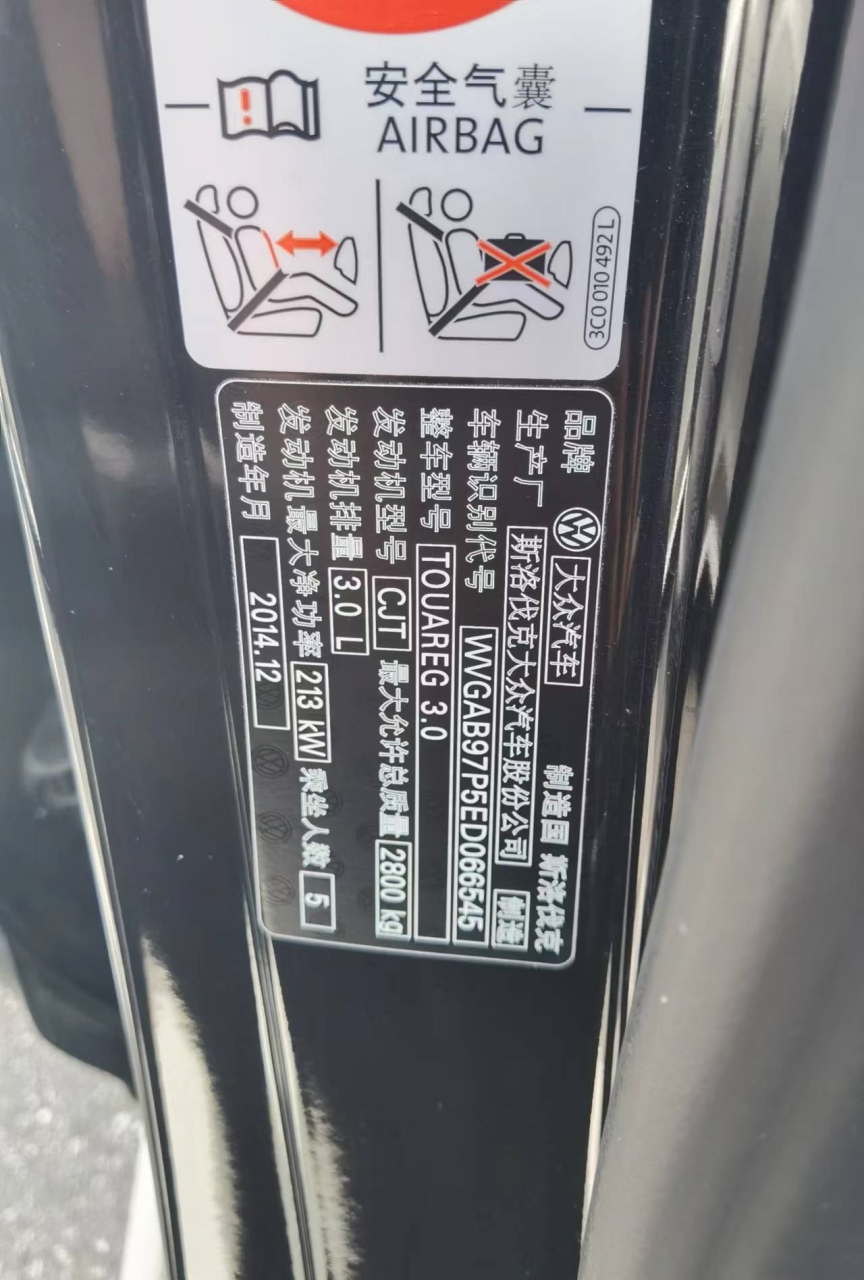 安全气囊
AIRBAG
3C0 010 492 L
品牌 大众汽车 制造国 斯洛伐克
生产厂 斯洛伐克大众汽车股份公司 制造
车辆识别代号 WVGAB97P5ED066545
整车型号 TOUAREG 3.0
发动机型号 CJT 最大允许总质量 2800 kg
发动机排量 3.0 L
发动机最大净功率 213 kW 乘坐人数 5
制造年月 2014.12